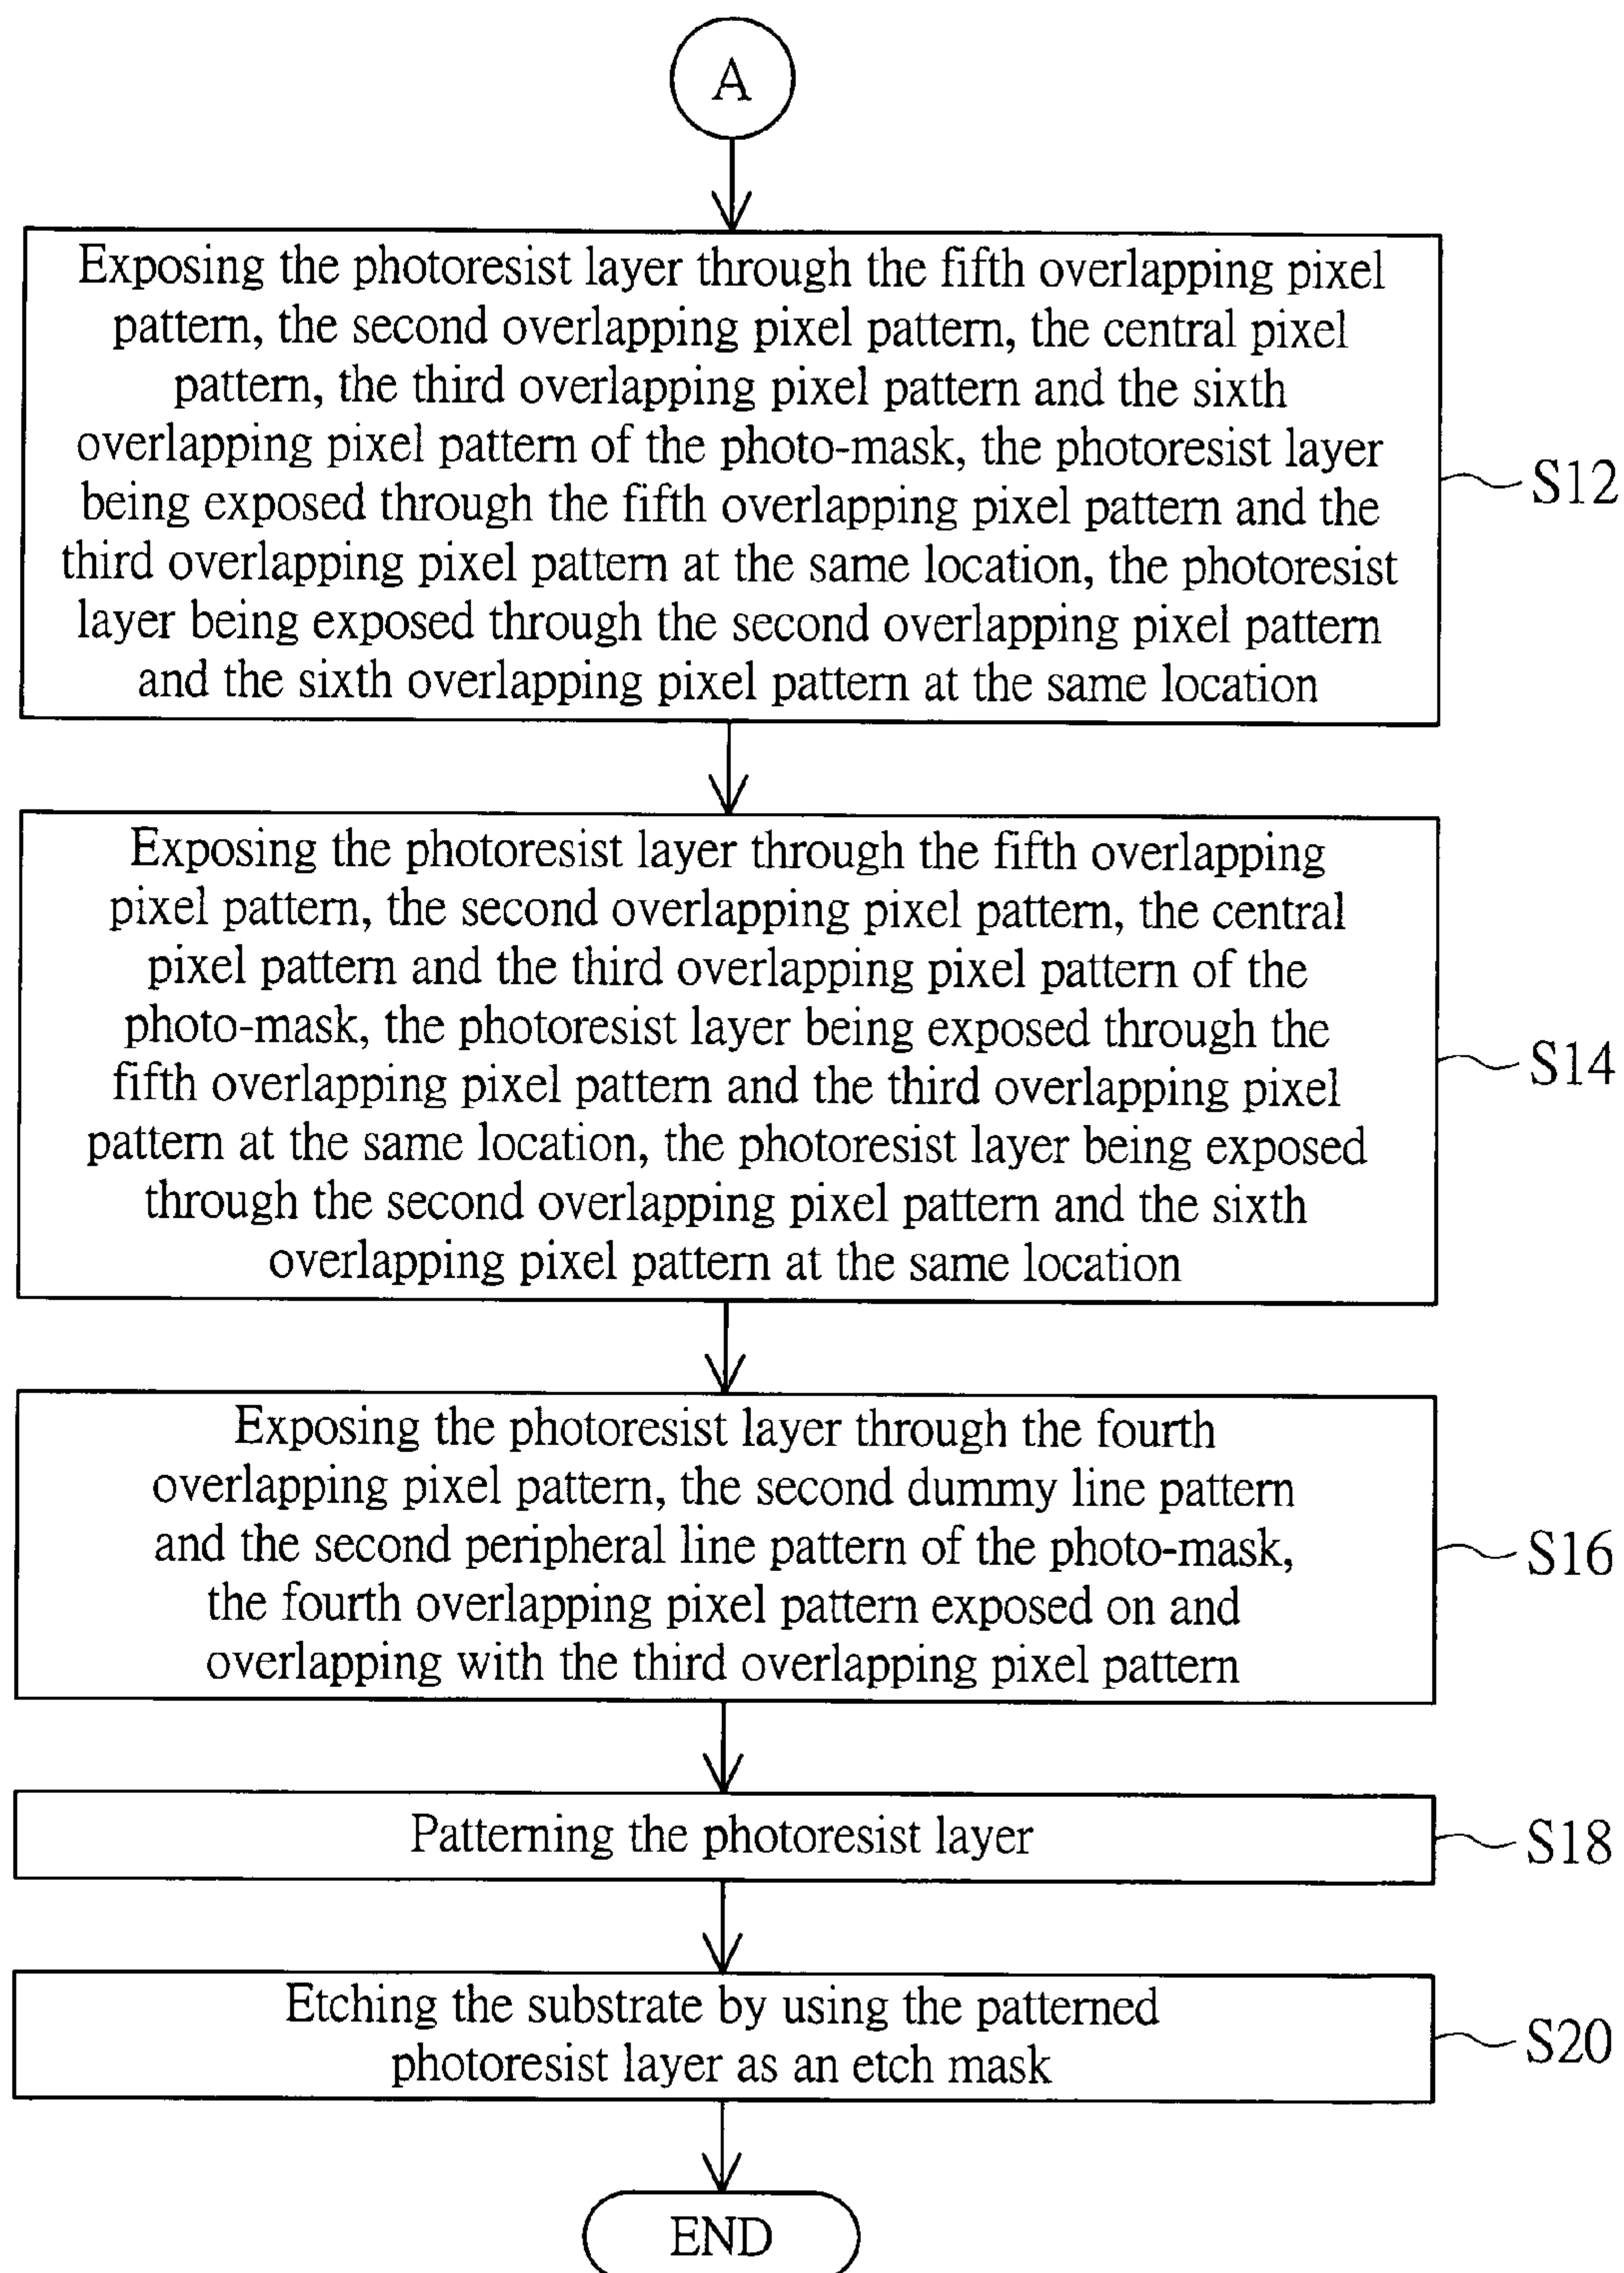 A
Exposing the photoresist layer through the fifth overlapping pixel
pattern, the second overlapping pixel pattern, the central pixel
pattern, the third overlapping pixel pattern and the sixth
overlapping pixel pattern of the photo-mask, the photoresist layer
being exposed through the fifth overlapping pixel pattern and the
third overlapping pixel pattern at the same location, the photoresist
layer being exposed through the second overlapping pixel pattern
and the sixth overlapping pixel pattern at the same location
S12
Exposing the photoresist layer through the fifth overlapping
pixel pattern, the second overlapping pixel pattern, the central
pixel pattern and the third overlapping pixel pattern of the
photo-mask, the photoresist layer being exposed through the
fifth overlapping pixel pattern and the third overlapping pixel
pattern at the same location, the photoresist layer being exposed
through the second overlapping pixel pattern and the sixth
overlapping pixel pattern at the same location
S14
Exposing the photoresist layer through the fourth
overlapping pixel pattern, the second dummy line pattern
and the second peripheral line pattern of the photo-mask,
the fourth overlapping pixel pattern exposed on and
overlapping with the third overlapping pixel pattern
S16
Patterning the photoresist layer
S18
Etching the substrate by using the patterned
photoresist layer as an etch mask
S20
END